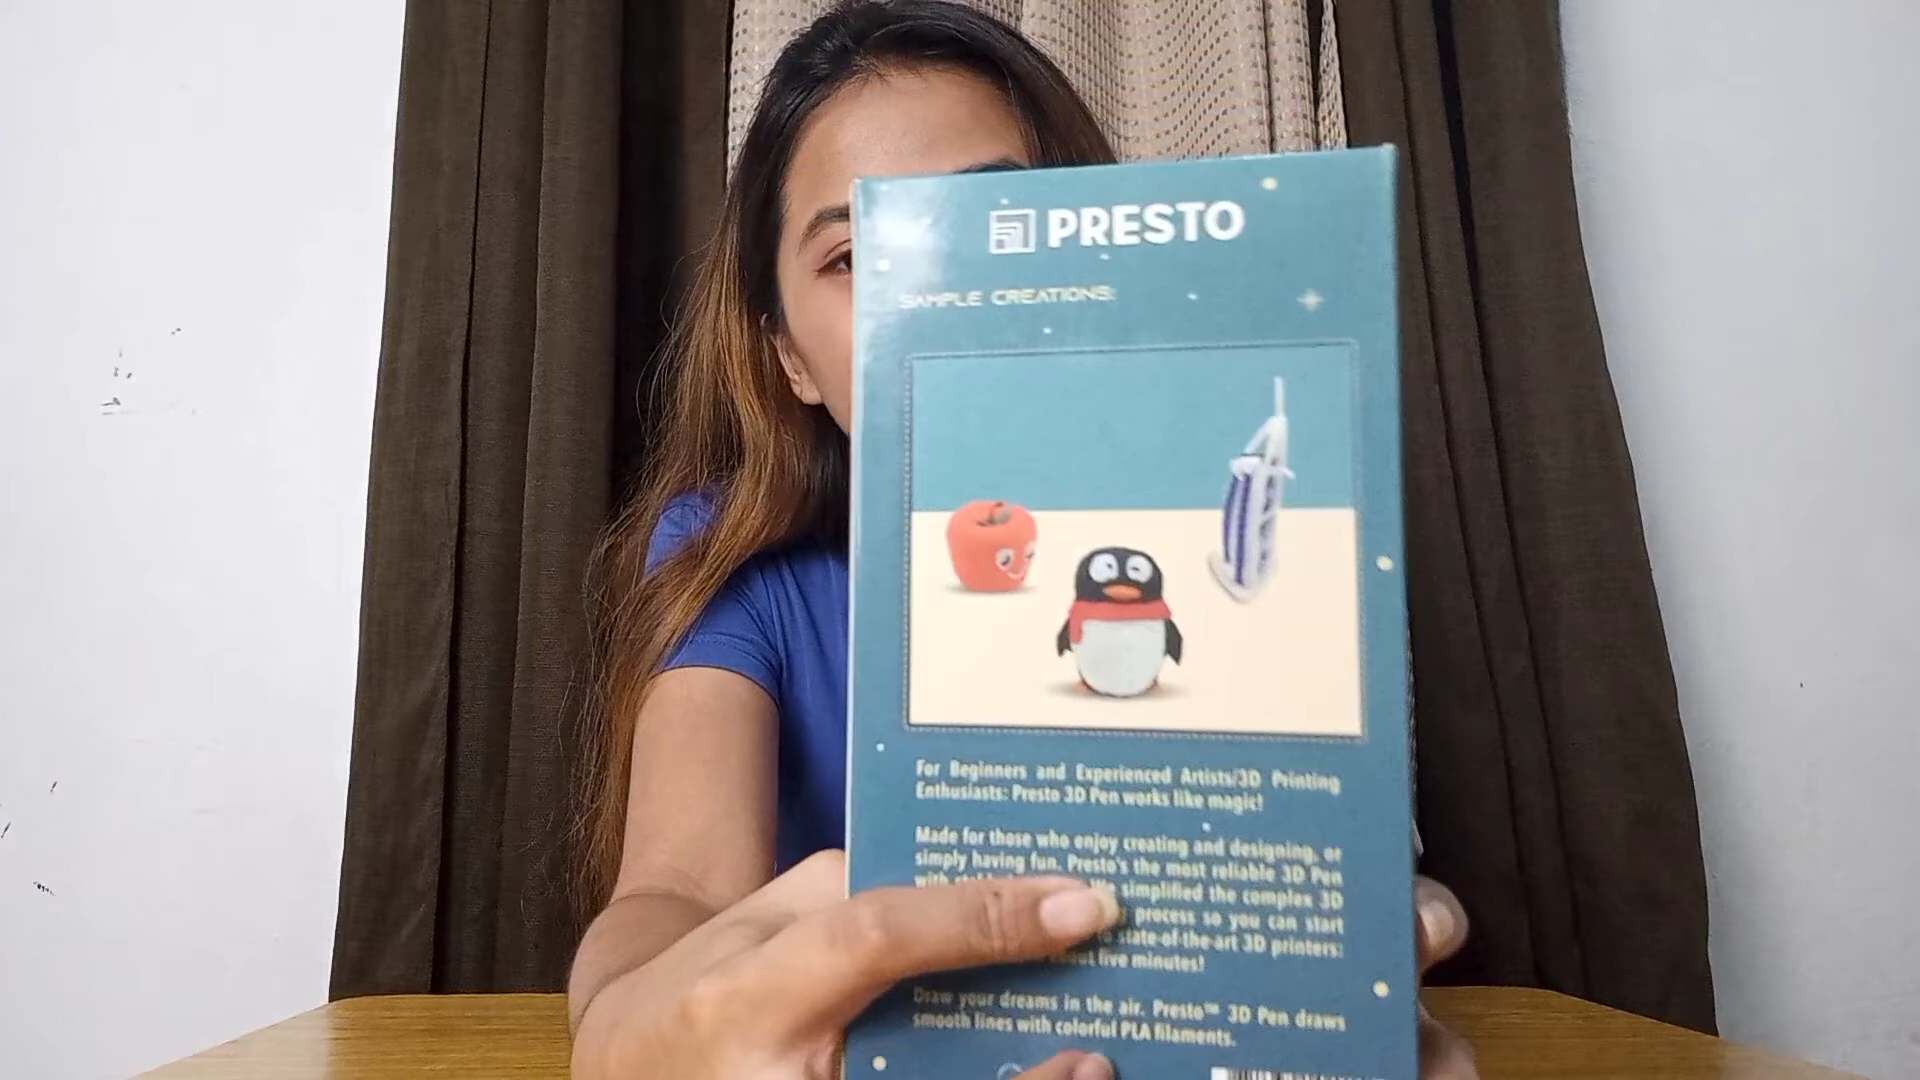 PRESTO
SAMPLE CREATIONS:
For Beginners and Experienced Artists/3D Printing
Enthusiasts: Presto 3D Pen works like magic!
Made for those who enjoy creating and designing, or
simply having fun. Presto's the most reliable 3D Pen
with simplified the complex 3D
process so you can start
state-of-the-art 3D printers:
five minutes!
Draw your dreams in the air. Presto™ 3D Pen draws
smooth lines with colorful PLA filaments.